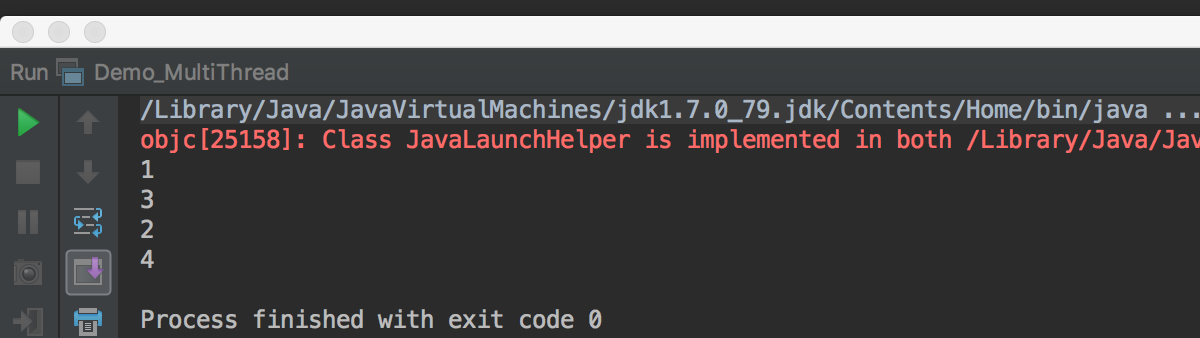 Run Demo_MultiThread
/Library/Java/JavaVirtualMachines/jdk1.7.0_79.jdk/Contents/Home/bin/java ...
objc[25158]: Class JavaLaunchHelper is implemented in both /Library/Java/Jav
1
3
2
4
Process finished with exit code 0